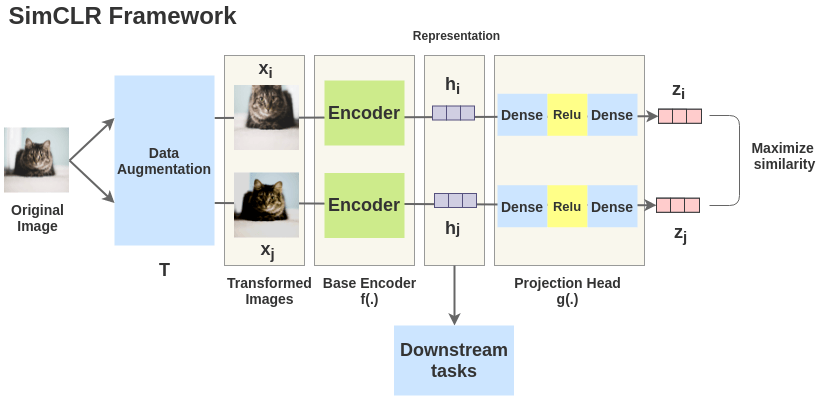 SimCLR Framework
Representation
Original
Image
Data
Augmentation
T
xi
xj
Transformed
Images
Encoder
Encoder
Base Encoder
f(.)
hi
hj
Dense Relu Dense
Dense Relu Dense
Projection Head
g(.)
zi
zj
Maximize
similarity
Downstream
tasks